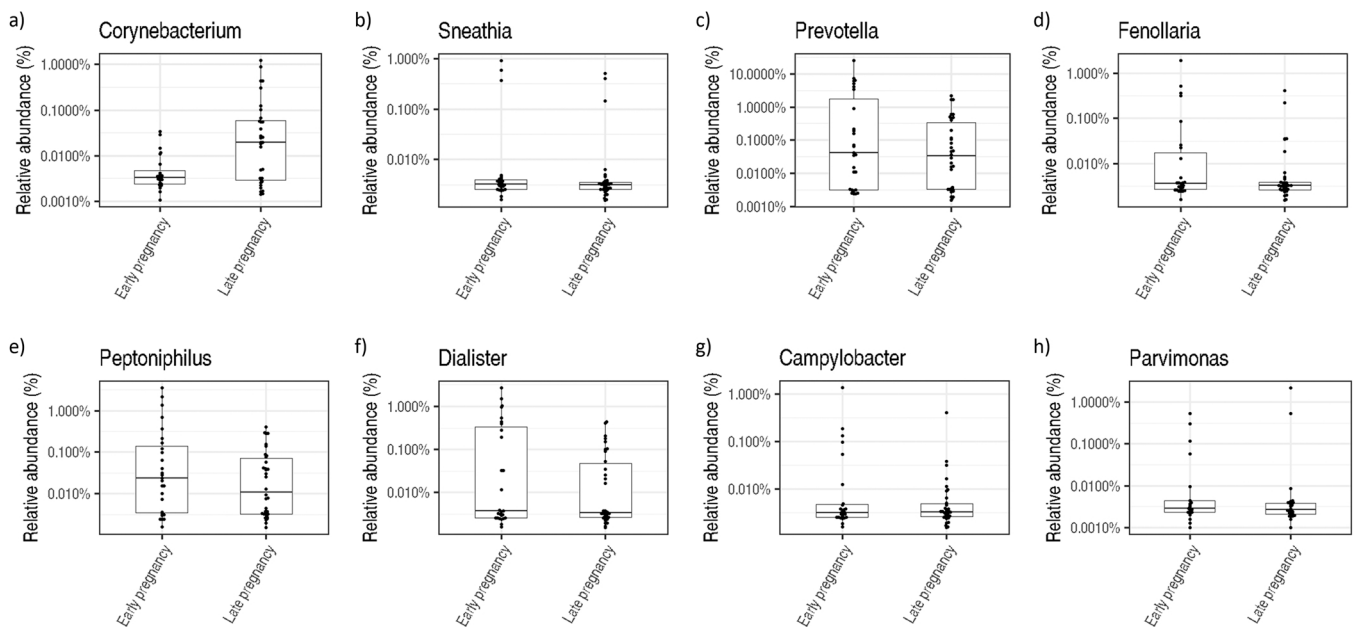 a)
Corynebacterium
Relative abundance (%)
1.0000%
0.1000%
0.0100%
0.0010%
Early pregnancy
Late pregnancy
b)
Sneathia
Relative abundance (%)
1.000%
0.100%
0.010%
Early pregnancy
Late pregnancy
c)
Prevotella
Relative abundance (%)
10.0000%
1.0000%
0.1000%
0.0100%
0.0010%
Early pregnancy
Late pregnancy
d)
Fenollaria
Relative abundance (%)
1.000%
0.100%
0.010%
Early pregnancy
Late pregnancy
e)
Peptoniphilus
Relative abundance (%)
1.000%
0.100%
0.010%
Early pregnancy
Late pregnancy
f)
Dialister
Relative abundance (%)
1.000%
0.100%
0.010%
Early pregnancy
Late pregnancy
g)
Campylobacter
Relative abundance (%)
1.000%
0.100%
0.010%
Early pregnancy
Late pregnancy
h)
Parvimonas
Relative abundance (%)
1.0000%
0.1000%
0.0100%
0.0010%
Early pregnancy
Late pregnancy